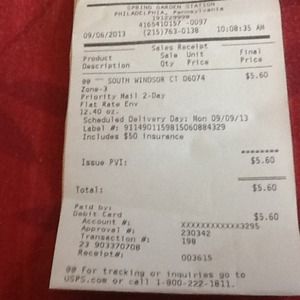 SPRING GARDEN STATION
PHILADELPHIA, Pennsylvania
191229998
4165410157 -0097
09/06/2013 (215)763-0138 10:08:35 AM
Sales Receipt
Product Sale Unit Final
Description Qty Price Price
@@ ~~ SOUTH WINDSOR CT 06074 $5.60
Zone-3
Priority Mail 2-Day
Flat Rate Env
12.40 oz.
Scheduled Delivery Day: Mon 09/09/13
Label #: 9114901159815060884329
Includes $50 insurance
Issue PVI: $5.60
Total: $5.60
Paid by:
Debit Card $5.60
Account #: XXXXXXXXXXXX3295
Approval #: 230342
Transaction #: 198
23 903370708
Receipt#: 003615
@@ For tracking or inquiries go to
USPS.com or call 1-800-222-1811.